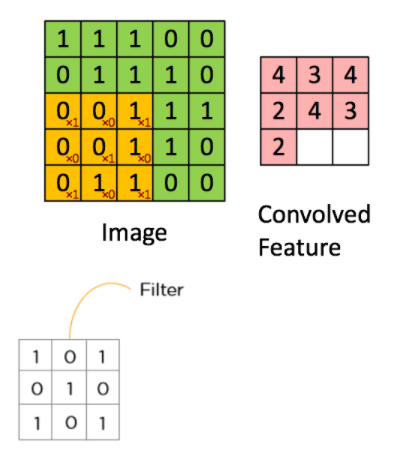 1 1 1 0 0
0 1 1 1 0 4 3 4
0×1 0×0 1×1 1 1 2 4 3
0×0 0×1 1×0 1 0 2
0×1 1×0 1×1 0 0
Image
Convolved
Feature
Filter
1 0 1
0 1 0
1 0 1